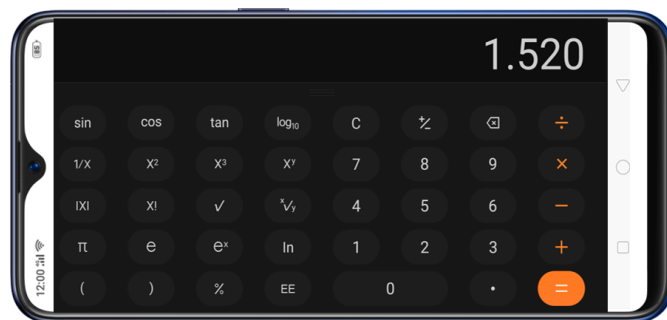 85
1.520
sin cos tan log₁₀ C ⁺∕₋ ÷
1/X X² X³ Xʸ 7 8 9 ×
|X| X! √ ˣ√y 4 5 6 −
π e eˣ ln 1 2 3 +
( ) % EE 0 . =
12:00